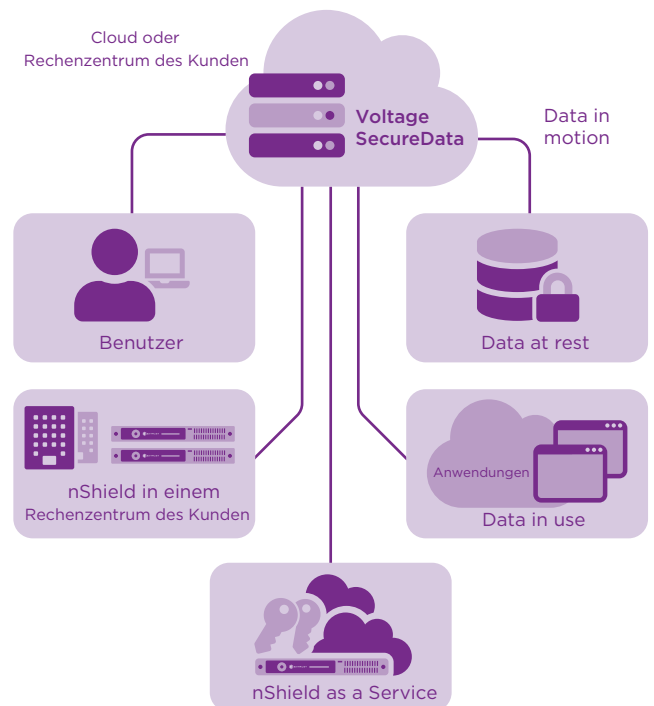 Cloud oder
Rechenzentrum des Kunden
Voltage
SecureData
Data in
motion
Benutzer
Data at rest
nShield in einem
Rechenzentrum des Kunden
Anwendungen
Data in use
nShield as a Service